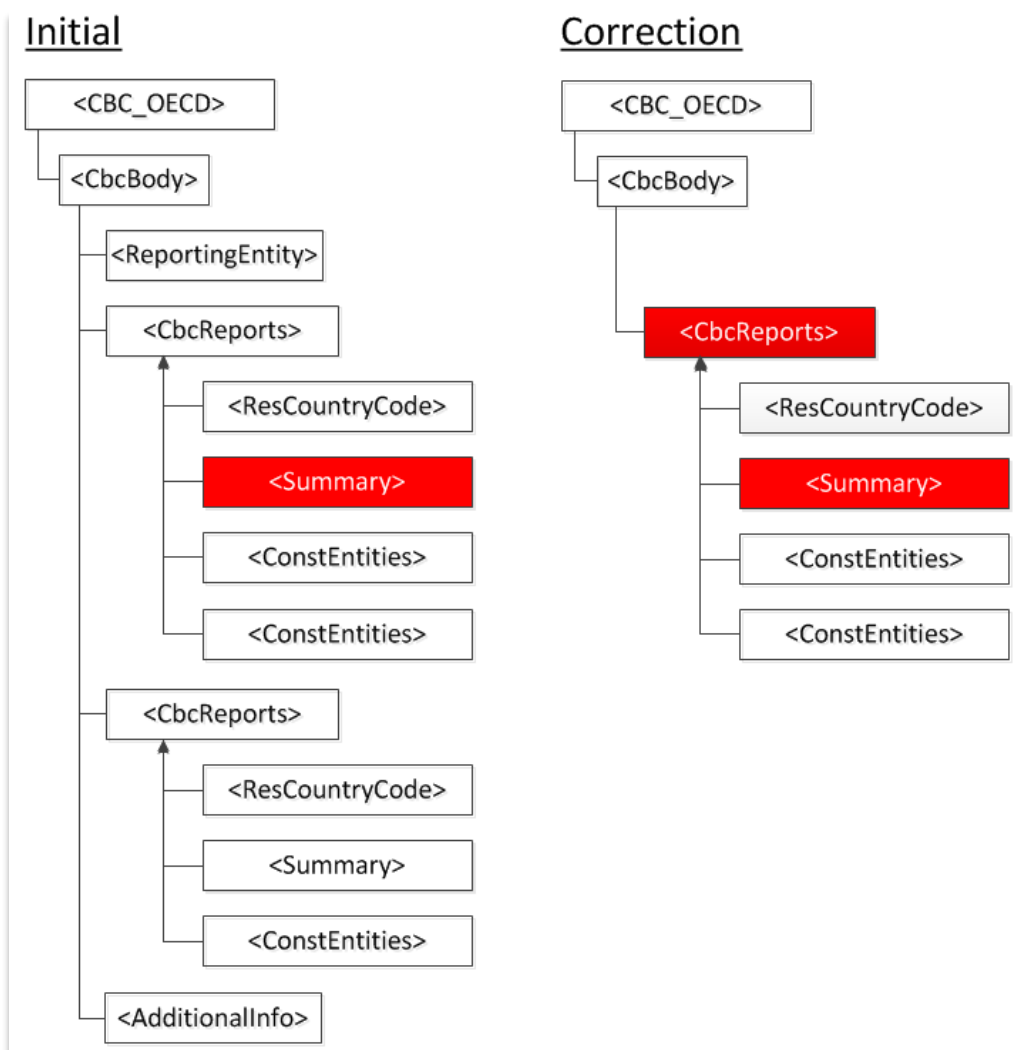 Initial
<CBC_OECD>
<CbcBody>
<ReportingEntity>
<CbcReports>
<ResCountryCode>
<Summary>
<ConstEntities>
<ConstEntities>
<CbcReports>
<ResCountryCode>
<Summary>
<ConstEntities>
<AdditionalInfo>
Correction
<CBC_OECD>
<CbcBody>
<CbcReports>
<ResCountryCode>
<Summary>
<ConstEntities>
<ConstEntities>